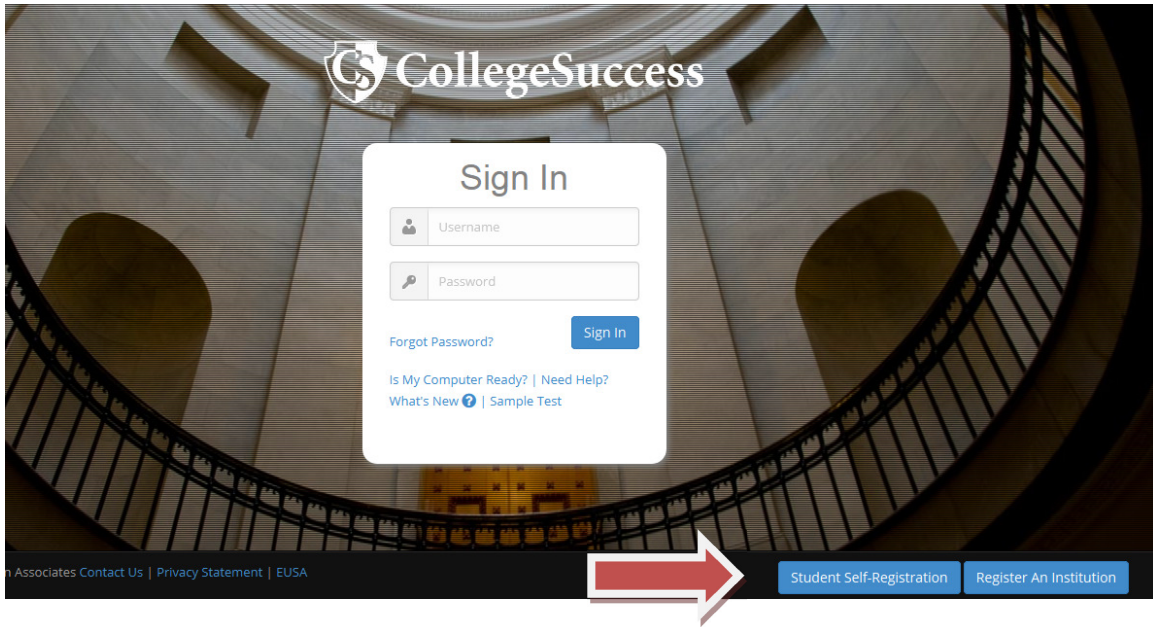 CS CollegeSuccess
Sign In
Username
Password
Forgot Password?
Sign In
Is My Computer Ready? | Need Help?
What's New ? | Sample Test
n Associates Contact Us | Privacy Statement | EUSA
Student Self-Registration
Register An Institution